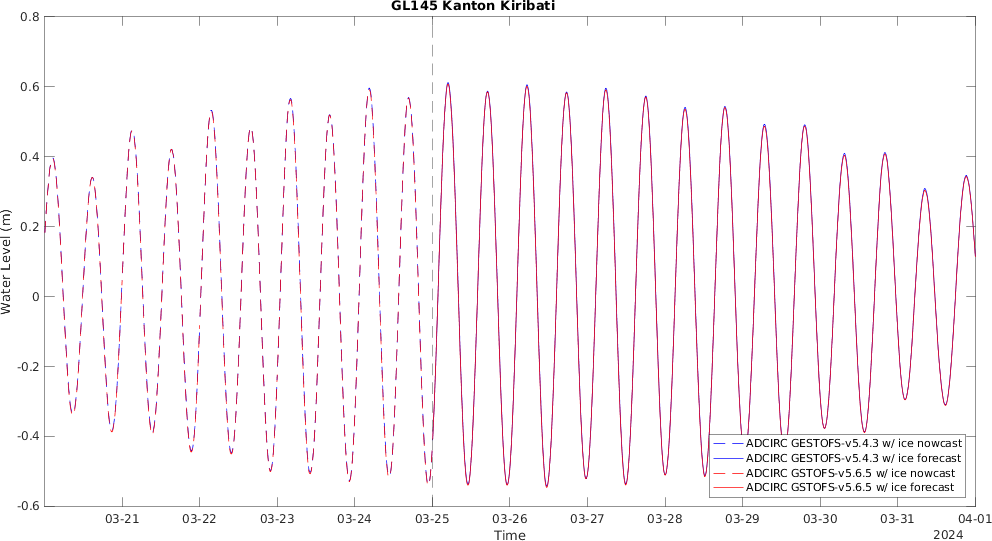 GL145 Kanton Kiribati
0.8
0.6
0.4
0.2
0
-0.2
-0.4
-0.6
Water Level (m)
ADCIRC GESTOFS-v5.4.3 w/ ice nowcast
ADCIRC GESTOFS-v5.4.3 w/ ice forecast
ADCIRC GSTOFS-v5.6.5 w/ ice nowcast
ADCIRC GSTOFS-v5.6.5 w/ ice forecast
03-21 03-22 03-23 03-24 03-25 03-26 03-27 03-28 03-29 03-30 03-31 04-01
Time
2024